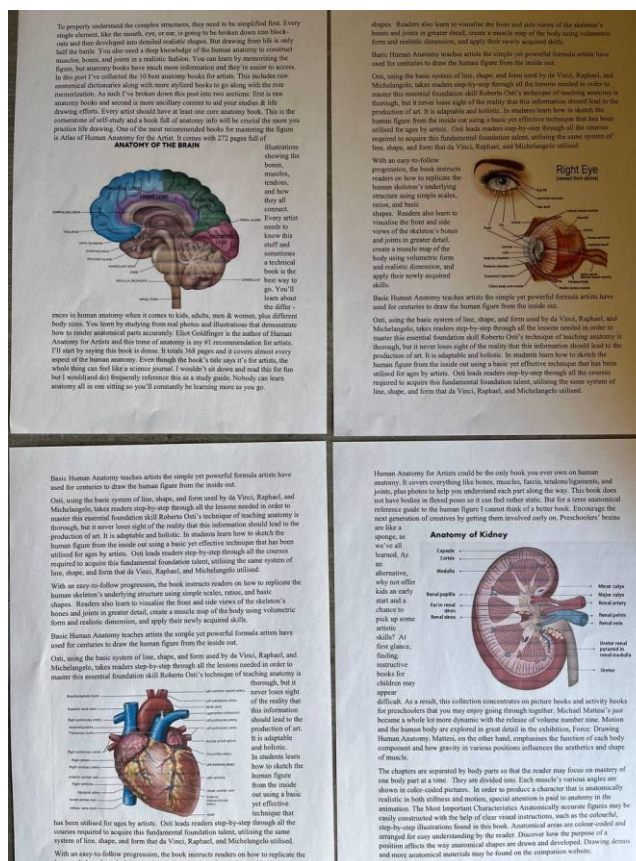 To properly understand the complex structures, they need to be simplified first. Every
single element, like the mouth, eye, or ear, is going to be broken down into block-
outs and then developed into detailed realistic shapes. But drawing from life is only
half the battle. You also need a deep knowledge of the human anatomy to construct
muscles, bones, and joints in a realistic fashion. You can learn by memorizing the
figure, but anatomy books have much more information and they're easier to access.
In this post I've collected the 10 best anatomy books for artists. This includes raw
anatomical dictionaries along with more stylized books to go along with the rote
memorization. As such I've broken down this post into two sections: first is raw
anatomy books and second is more ancillary content to aid your studies & life
drawing efforts. Every artist should have at least one core anatomy book. This is the
cornerstone of self-study and a book full of anatomy info will be crucial the more you
practice life drawing. One of the most recommended books for mastering the figure
is Atlas of Human Anatomy for the Artist. It comes with 272 pages full of
ANATOMY OF THE BRAIN
illustrations
showing the
bones,
muscles,
tendons,
and how
they all
connect.
Every artist
needs to
know this
stuff and
sometimes
a technical
book is the
best way to
go. You'll
learn about
the differ -
ences in human anatomy when it comes to kids, adults, men & women, plus different
body sizes. You learn by studying from real photos and illustrations that demonstrate
how to render anatomical parts accurately. Eliot Goldfinger is the author of Human
Anatomy for Artists and this tome of anatomy is my #1 recommendation for artists.
I'll start by saying this book is dense. It totals 368 pages and it covers almost every
aspect of the human anatomy. Even though the book's title says it's for artists, the
whole thing can feel like a science journal. I wouldn't sit down and read this for fun
but I would(and do) frequently reference this as a study guide. Nobody can learn
anatomy all in one sitting so you'll constantly be learning more as you go.
shapes. Readers also learn to visualise the front and side views of the skeleton's
bones and joints in greater detail, create a muscle map of the body using volumetric
form and realistic dimension, and apply their newly acquired skills.
Basic Human Anatomy teaches artists the simple yet powerful formula artists have
used for centuries to draw the human figure from the inside out.
Osti, using the basic system of line, shape, and form used by da Vinci, Raphael, and
Michelangelo, takes readers step-by-step through all the lessons needed in order to
master this essential foundation skill Roberto Osti's technique of teaching anatomy is
thorough, but it never loses sight of the reality that this information should lead to the
production of art. It is adaptable and holistic. In students learn how to sketch the
human figure from the inside out using a basic yet effective technique that has been
utilised for ages by artists. Osti leads readers step-by-step through all the courses
required to acquire this fundamental foundation talent, utilising the same system of
line, shape, and form that da Vinci, Raphael, and Michelangelo utilised.
With an easy-to-follow
progression, the book instructs
readers on how to replicate the
human skeleton's underlying
structure using simple scales,
ratios, and basic
shapes. Readers also learn to
visualise the front and side
views of the skeleton's bones
and joints in greater detail,
create a muscle map of the
body using volumetric form
and realistic dimension, and
apply their newly acquired
skills.
Right Eye
(viewed from above)
Basic Human Anatomy teaches artists the simple yet powerful formula artists have
used for centuries to draw the human figure from the inside out.
Osti, using the basic system of line, shape, and form used by da Vinci, Raphael, and
Michelangelo, takes readers step-by-step through all the lessons needed in order to
master this essential foundation skill Roberto Osti's technique of teaching anatomy is
thorough, but it never loses sight of the reality that this information should lead to the
production of art. It is adaptable and holistic. In students learn how to sketch the
human figure from the inside out using a basic yet effective technique that has been
utilised for ages by artists. Osti leads readers step-by-step through all the courses
required to acquire this fundamental foundation talent, utilising the same system of
line, shape, and form that da Vinci, Raphael, and Michelangelo utilised.
Basic Human Anatomy teaches artists the simple yet powerful formula artists have
used for centuries to draw the human figure from the inside out.
Osti, using the basic system of line, shape, and form used by da Vinci, Raphael, and
Michelangelo, takes readers step-by-step through all the lessons needed in order to
master this essential foundation skill Roberto Osti's technique of teaching anatomy is
thorough, but it never loses sight of the reality that this information should lead to the
production of art. It is adaptable and holistic. In students learn how to sketch the
human figure from the inside out using a basic yet effective technique that has been
utilised for ages by artists. Osti leads readers step-by-step through all the courses
required to acquire this fundamental foundation talent, utilising the same system of
line, shape, and form that da Vinci, Raphael, and Michelangelo utilised.
With an easy-to-follow progression, the book instructs readers on how to replicate the
human skeleton's underlying structure using simple scales, ratios, and basic
shapes. Readers also learn to visualise the front and side views of the skeleton's
bones and joints in greater detail, create a muscle map of the body using volumetric
form and realistic dimension, and apply their newly acquired skills.
Basic Human Anatomy teaches artists the simple yet powerful formula artists have
used for centuries to draw the human figure from the inside out.
Osti, using the basic system of line, shape, and form used by da Vinci, Raphael, and
Michelangelo, takes readers step-by-step through all the lessons needed in order to
master this essential foundation skill Roberto Osti's technique of teaching anatomy is
thorough, but it
never loses sight
of the reality that
this information
should lead to the
production of art.
It is adaptable
and holistic.
In students learn
how to sketch the
human figure
from the inside
out using a basic
yet effective
technique that
has been utilised for ages by artists. Osti leads readers step-by-step through all the
courses required to acquire this fundamental foundation talent, utilising the same
system of line, shape, and form that da Vinci, Raphael, and Michelangelo utilised.
With an easy-to-follow progression, the book instructs readers on how to replicate the
Human Anatomy for Artists could be the only book you ever own on human
anatomy. It covers everything like bones, muscles, fascia, tendons/ligaments, and
joints, plus photos to help you understand each part along the way. This book does
not have bodies in flexed poses so it can feel rather static. But for a terse anatomical
reference guide to the human figure I cannot think of a better book. Encourage the
next generation of creatives by getting them involved early on. Preschoolers' brains
are like a
sponge, as
we've all
learned. As
an
alternative,
why not offer
kids an early
start and a
chance to
pick up some
artistic
skills? At
first glance,
finding
instructive
books for
children may
appear
Anatomy of Kidney
Capsule
Cortex
Medulla
Renal papilla
Fat in renal
sinus
Renal sinus
Minor calyx
Major calyx
Renal artery
Renal pelvis
Renal vein
Ureter renal
pyramid in
renal medulla
Ureter
difficult. As a result, this collection concentrates on picture books and activity books
for preschoolers that you may enjoy going through together. Michael Mattesi's just
became a whole lot more dynamic with the release of volume number nine. Motion
and the human body are explored in great detail in the exhibition, Force: Drawing
Human Anatomy. Mattesi, on the other hand, emphasises the function of each body
component and how gravity in various positions influences the aesthetics and shape
of muscle.
The chapters are separated by body parts so that the reader may focus on mastery of
one body part at a time. They are divided into. Each muscle's various angles are
shown in color-coded pictures. In order to produce a character that is anatomically
realistic in both stillness and motion, special attention is paid to anatomy in the
animation. The Most Important Characteristics Anatomically accurate figures may be
easily constructed with the help of clear visual instructions, such as the colourful,
step-by-step illustrations found in this book. Anatomical areas are colour-coded and
arranged for easy understanding by the reader. Discover how the purpose of a
position affects the way anatomical shapes are drawn and developed. Drawing demos
and more anatomical materials may be found on the companion website.